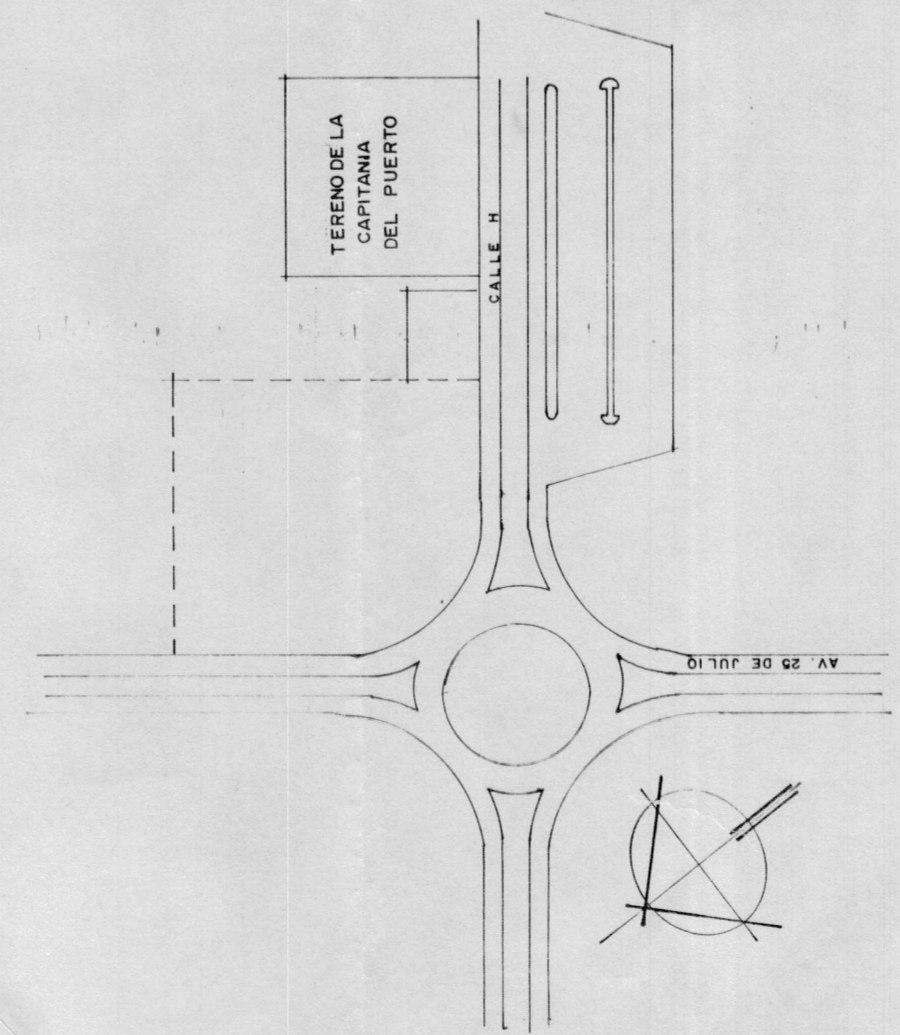 TERENO DE LA
CAPITANIA
DEL PUERTO
CALLE H
AV. 25 DE JULIO